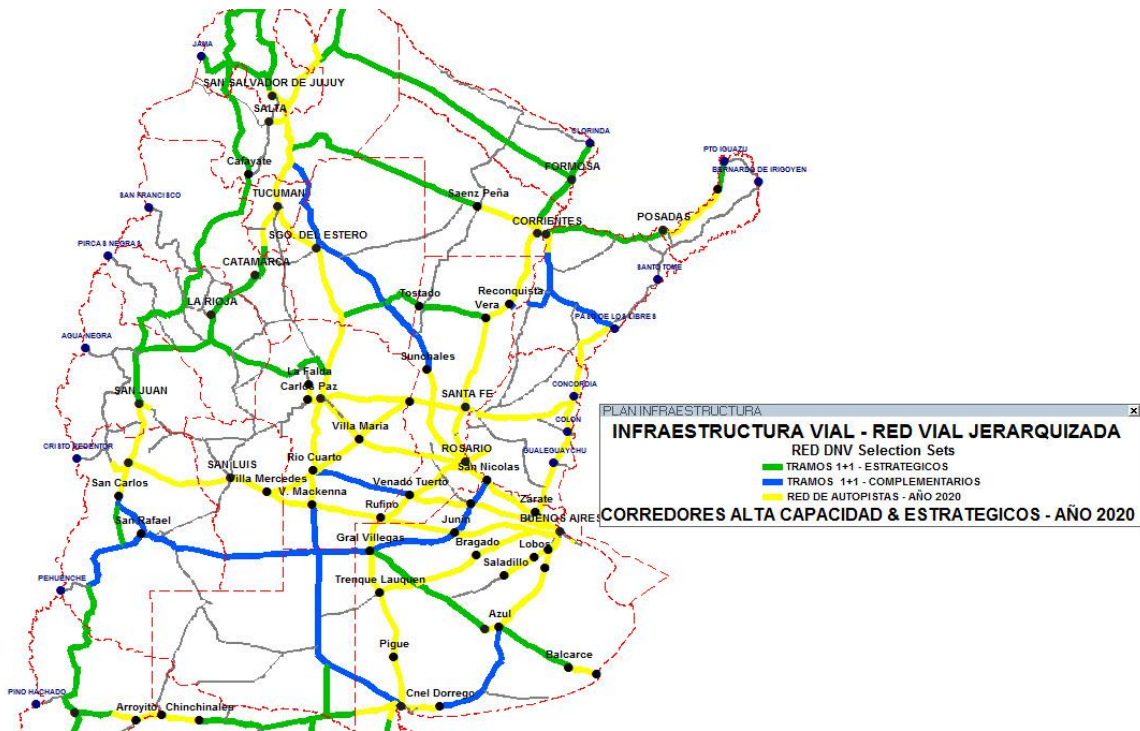 JAMA
SAN SALVADOR DE JUJUY
SALTA
CLORINDA
PTO IGUAZU
Cafayate
FORMOSA
BERNARDO DE IRIGOYEN
SAN FRANCISCO
TUCUMAN
Saenz Peña
CORRIENTES
POSADAS
SGO. DEL ESTERO
PIRCAS NEGRAS
CATAMARCA
SANTO TOME
LA RIOJA
Tostado
Reconquista
Vera
PASO DE LOS LIBRES
AGUA NEGRA
Sunchales
La Falda
Carlos Paz
CONCORDIA
SAN JUAN
SANTA FE
COLON
Villa María
CRISTO REDENTOR
ROSARIO
GUALEGUAYCHU
SAN LUIS
Rio Cuarto
San Nicolas
San Carlos
Villa Mercedes
Venadó Tuerto
V. Mackenna
Rufino
Zárate
San Rafael
Junín
BUENOS AIRES
Gral Villegas
Bragado
Lobos
Saladillo
PEHUENCHE
Trenque Lauquen
Azul
Pigue
Balcarce
PINO HACHADO
Cnel Dorrego
Arroyito
Chinchinales
PLAN INFRAESTRUCTURA
INFRAESTRUCTURA VIAL - RED VIAL JERARQUIZADA
RED DNV Selection Sets
TRAMOS 1+1 - ESTRATEGICOS
TRAMOS 1+1 - COMPLEMENTARIOS
RED DE AUTOPISTAS - AÑO 2020
CORREDORES ALTA CAPACIDAD & ESTRATEGICOS - AÑO 2020